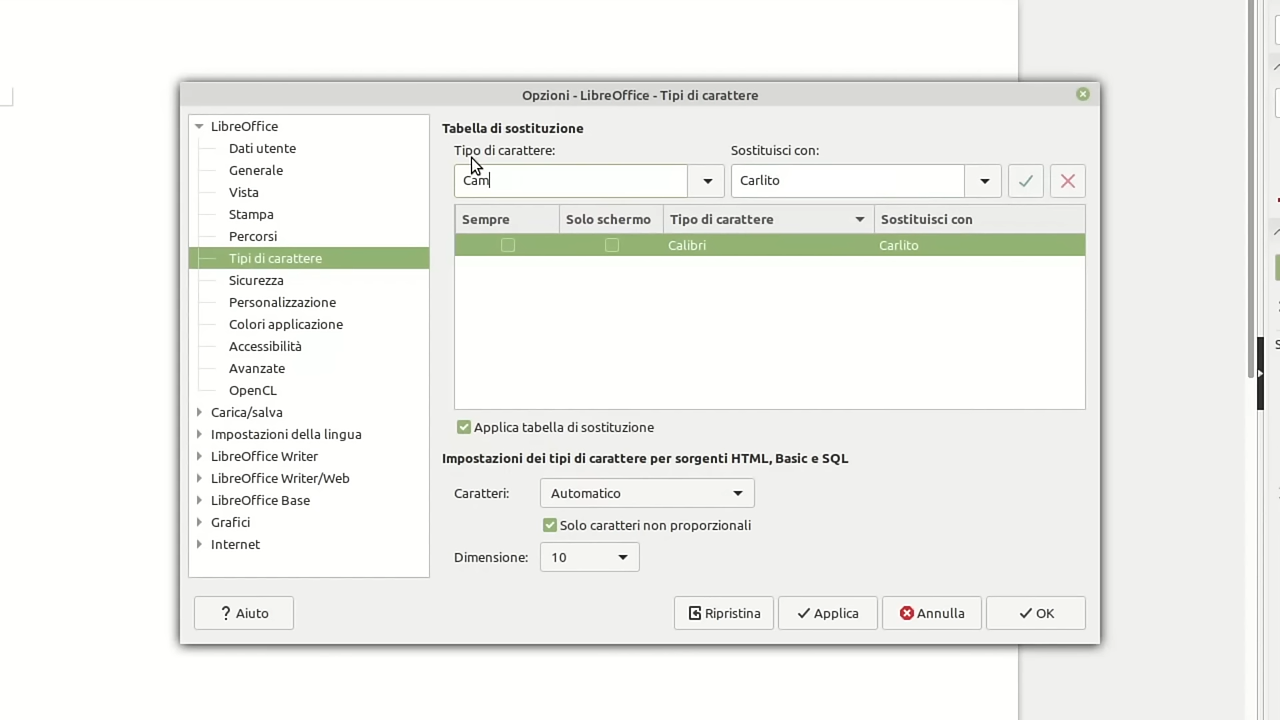 Opzioni - LibreOffice - Tipi di carattere
LibreOffice
Dati utente
Generale
Vista
Stampa
Percorsi
Tipi di carattere
Sicurezza
Personalizzazione
Colori applicazione
Accessibilità
Avanzate
OpenCL
Carica/salva
Impostazioni della lingua
LibreOffice Writer
LibreOffice Writer/Web
LibreOffice Base
Grafici
Internet
Tabella di sostituzione
Tipo di carattere: Sostituisci con:
Cam Carlito
Sempre Solo schermo Tipo di carattere Sostituisci con
Calibri Carlito
Applica tabella di sostituzione
Impostazioni dei tipi di carattere per sorgenti HTML, Basic e SQL
Caratteri: Automatico
Solo caratteri non proporzionali
Dimensione: 10
? Aiuto Ripristina Applica Annulla OK